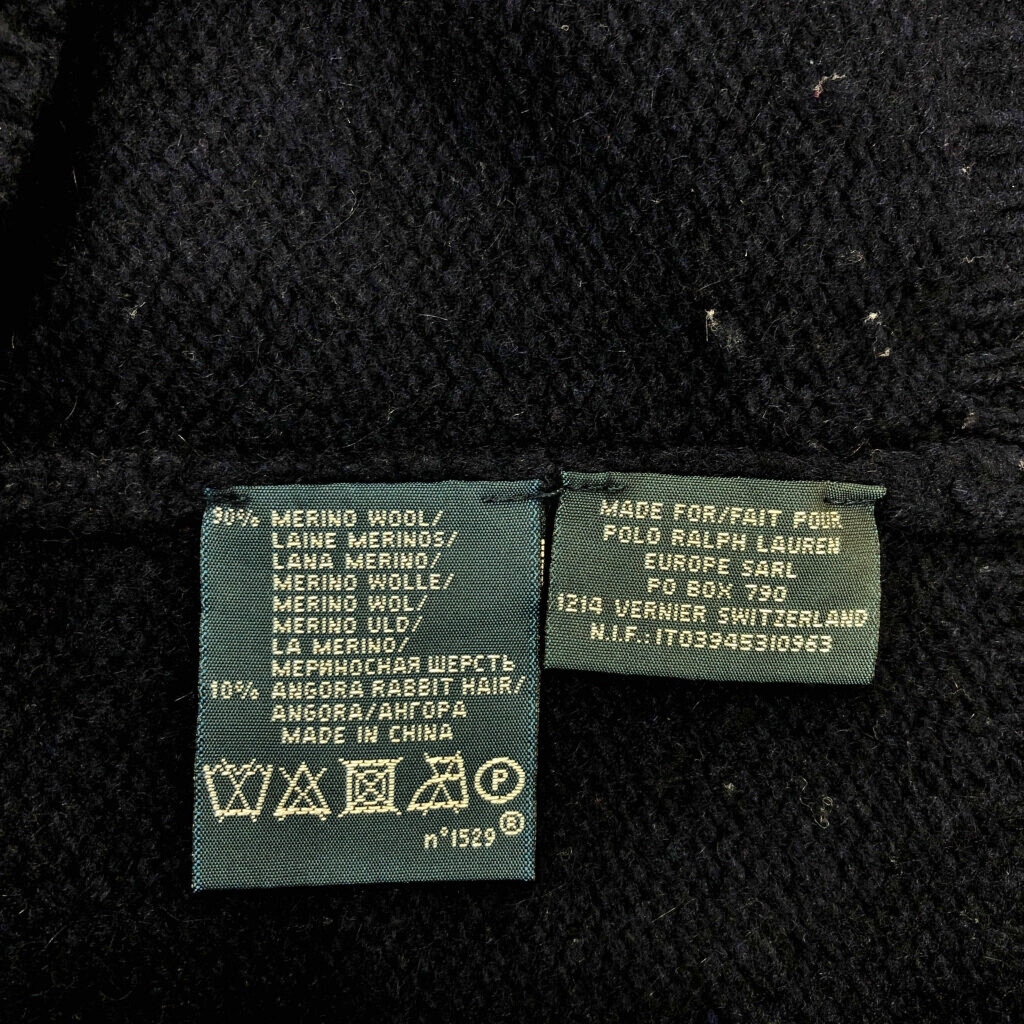 90% MERINO WOOL/
LAINE MERINOS/
LANA MERINO/
MERINO WOLLE/
MERINO WOL/
MERINO ULD/
LA MERINO/
МЕРИНОСНАЯ ШЕРСТЬ
10% ANGORA RABBIT HAIR/
ANGORA/АНГОРА
MADE IN CHINA
P
n°1529®
MADE FOR/FAIT POUR
POLO RALPH LAUREN
EUROPE SARL
PO BOX 790
1214 VERNIER SWITZERLAND
N.I.F.:IT03945310963